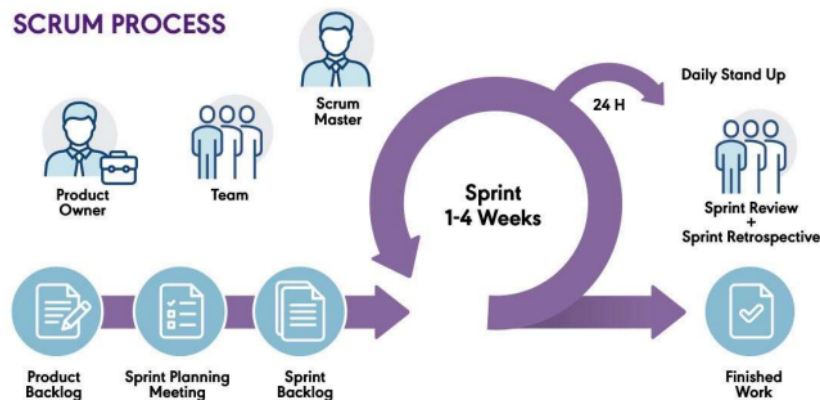 SCRUM PROCESS
Scrum
Master
Product
Owner
Team
Daily Stand Up
24 H
Sprint
1-4 Weeks
Sprint Review
+
Sprint Retrospective
Product
Backlog
Sprint Planning
Meeting
Sprint
Backlog
Finished
Work